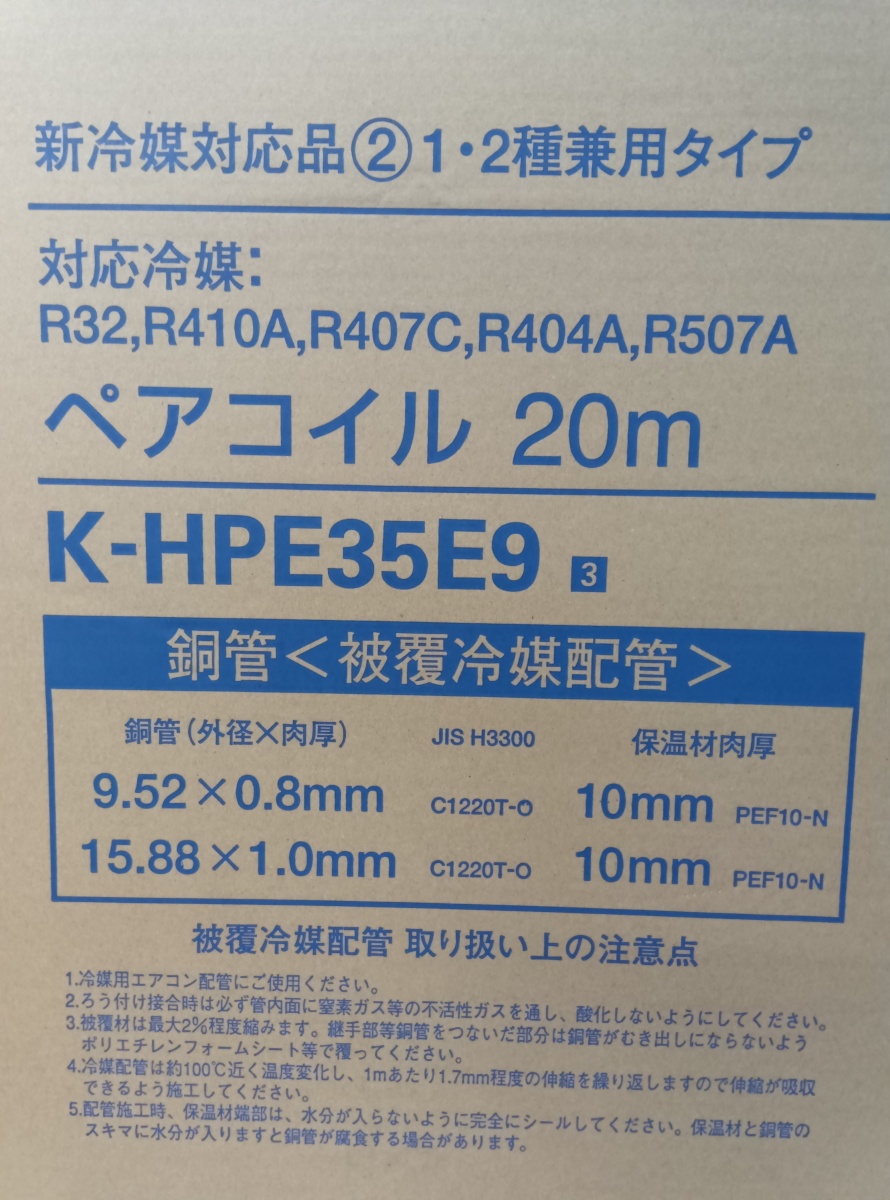 新冷媒対応品② 1・2種兼用タイプ
対応冷媒:
R32,R410A,R407C,R404A,R507A
ペアコイル 20m
K-HPE35E9 3
銅管<被覆冷媒配管>
銅管(外径×肉厚) JIS H3300 保温材肉厚
9.52×0.8mm C1220T-O 10mm PEF10-N
15.88×1.0mm C1220T-O 10mm PEF10-N
被覆冷媒配管 取り扱い上の注意点
1.冷媒用エアコン配管にご使用ください。
2.ろう付け接合時は必ず管内面に窒素ガス等の不活性ガスを通し、酸化しないようにしてください。
3.被覆材は最大2%程度縮みます。継手部等銅管をつないだ部分は銅管がむき出しにならないよう
ポリエチレンフォームシート等で覆ってください。
4.冷媒配管は約100℃近く温度変化し、1mあたり1.7mm程度の伸縮を繰り返しますので伸縮が吸収
できるよう施工してください。
5.配管施工時、保温材端部は、水分が入らないように完全にシールしてください。保温材と銅管の
スキマに水分が入りますと銅管が腐食する場合があります。